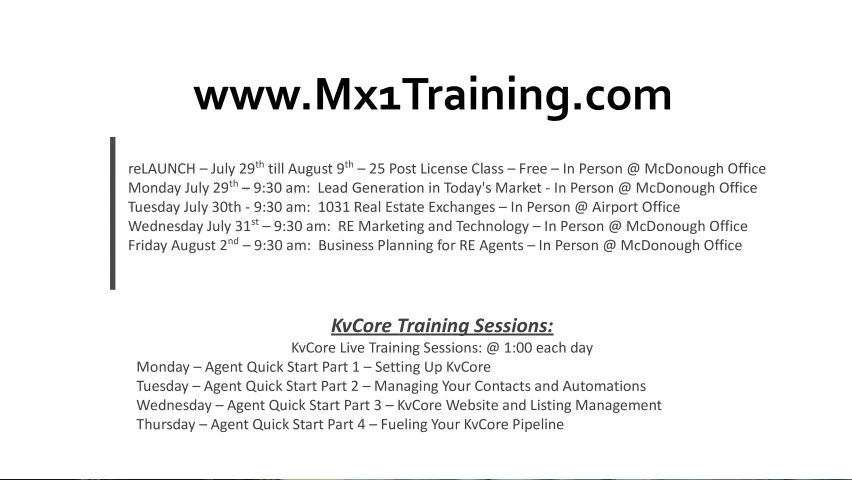 www.Mx1Training.com
reLAUNCH – July 29th till August 9th – 25 Post License Class – Free – In Person @ McDonough Office
Monday July 29th – 9:30 am:  Lead Generation in Today's Market - In Person @ McDonough Office
Tuesday July 30th - 9:30 am:  1031 Real Estate Exchanges – In Person @ Airport Office
Wednesday July 31st – 9:30 am:  RE Marketing and Technology – In Person @ McDonough Office
Friday August 2nd – 9:30 am:  Business Planning for RE Agents – In Person @ McDonough Office
KvCore Training Sessions:
KvCore Live Training Sessions: @ 1:00 each day
Monday – Agent Quick Start Part 1 – Setting Up KvCore
Tuesday – Agent Quick Start Part 2 – Managing Your Contacts and Automations
Wednesday – Agent Quick Start Part 3 – KvCore Website and Listing Management
Thursday – Agent Quick Start Part 4 – Fueling Your KvCore Pipeline